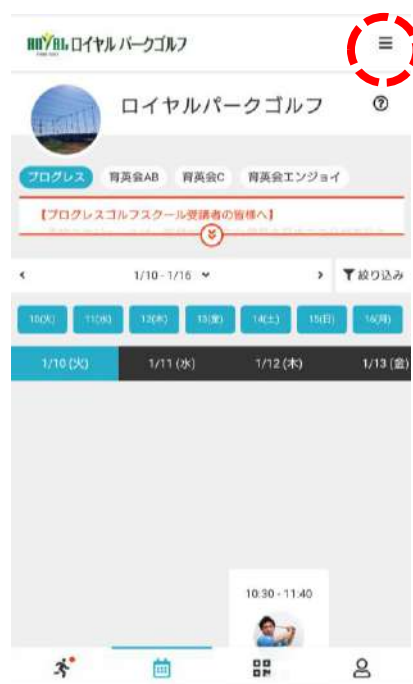 ROYAL ロイヤルパークゴルフ
ロイヤルパークゴルフ
プログレス 育英会AB 育英会C 育英会エンジョイ
【プログレスゴルフスクール受講者の皆様へ】
1/10 - 1/16 絞り込み
10(火) 11(水) 12(木) 13(金) 14(土) 15(日) 16(月)
1/10 (火) 1/11 (水) 1/12 (木) 1/13 (金)
10:30 - 11:40